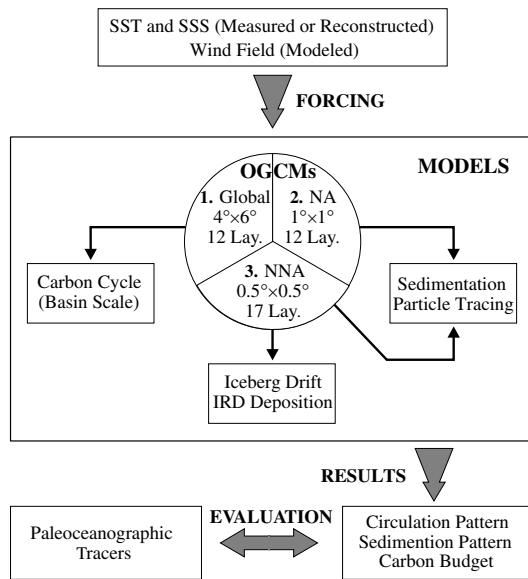 SST and SSS (Measured or Reconstructed)
Wind Field (Modeled)
FORCING
MODELS
OGCMs
1. Global
4°×6°
12 Lay.
2. NA
1°×1°
12 Lay.
3. NNA
0.5°×0.5°
17 Lay.
Carbon Cycle
(Basin Scale)
Sedimentation
Particle Tracing
Iceberg Drift
IRD Deposition
RESULTS
EVALUATION
Paleoceanographic
Tracers
Circulation Pattern
Sedimention Pattern
Carbon Budget